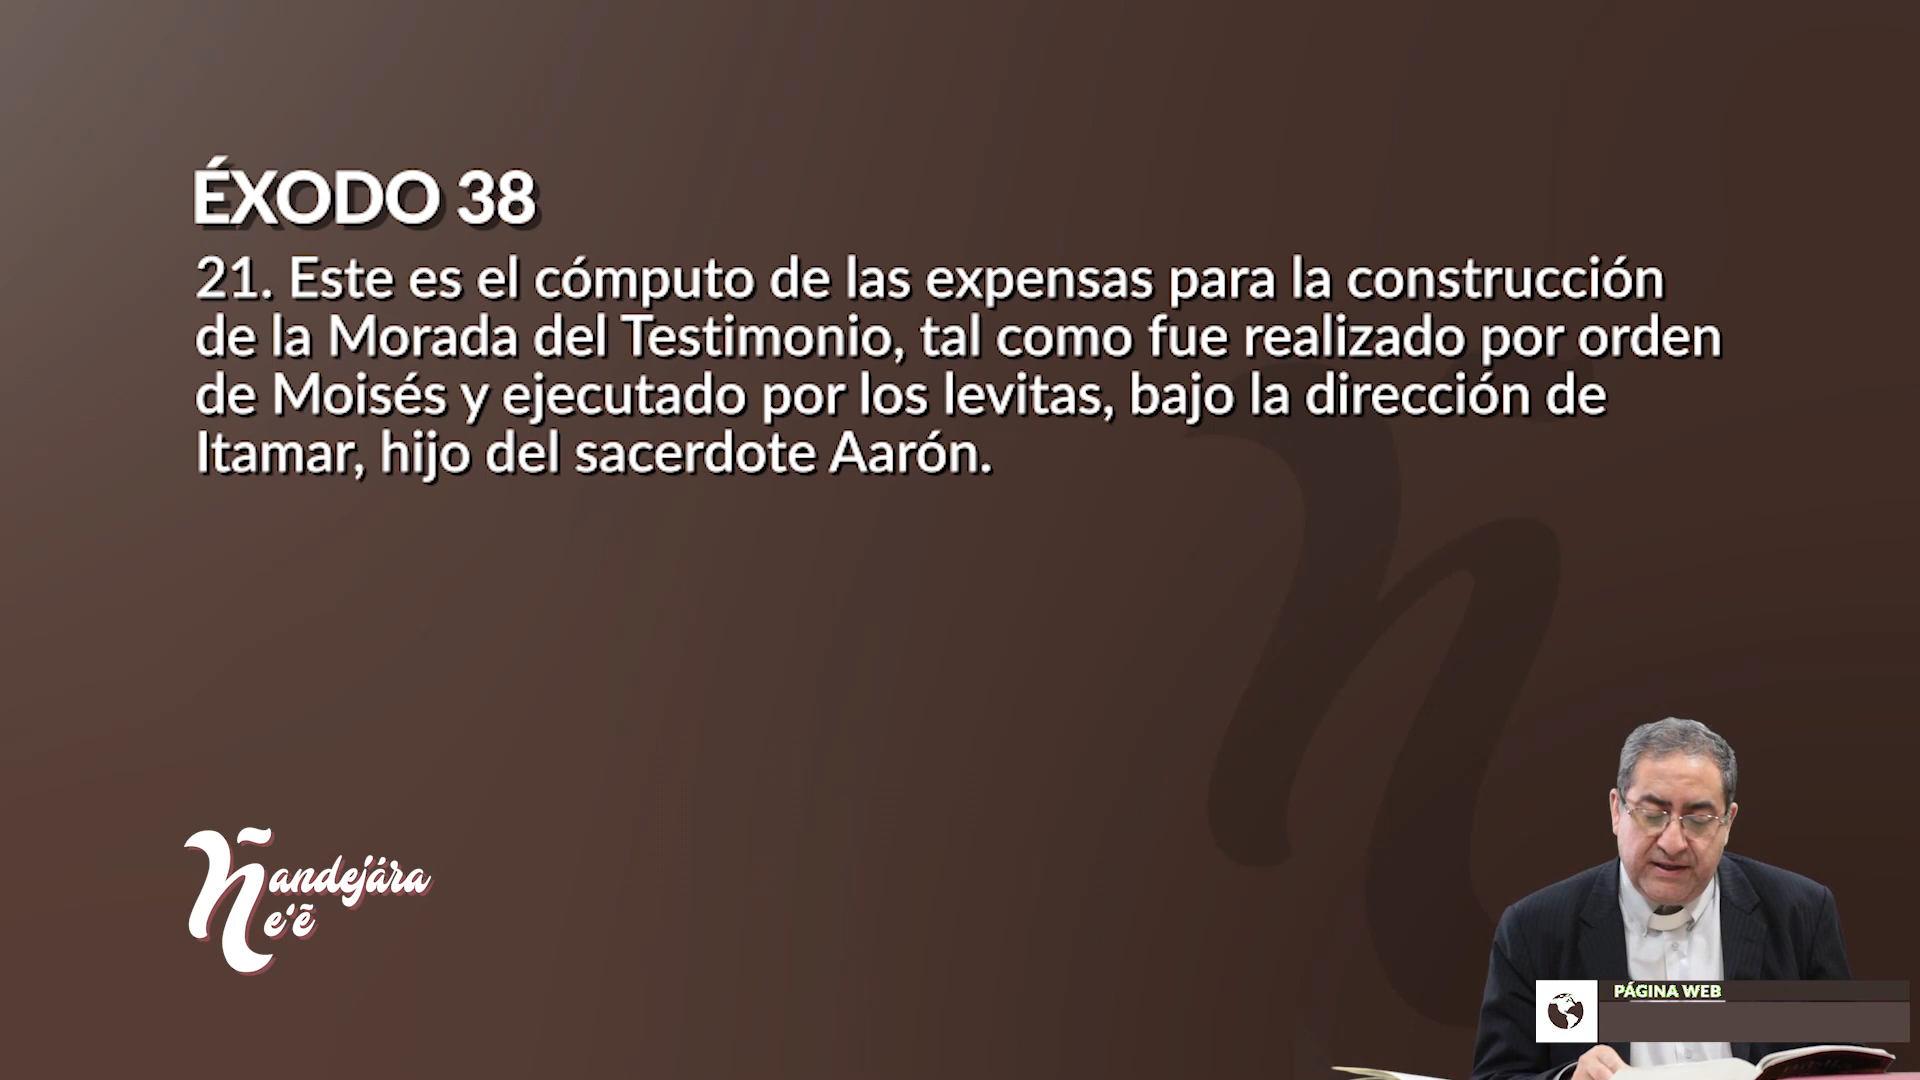 ÉXODO 38
21. Este es el cómputo de las expensas para la construcción
de la Morada del Testimonio, tal como fue realizado por orden
de Moisés y ejecutado por los levitas, bajo la dirección de
Itamar, hijo del sacerdote Aarón.
Ñandejára
Ñe'ẽ
PÁGINA WEB